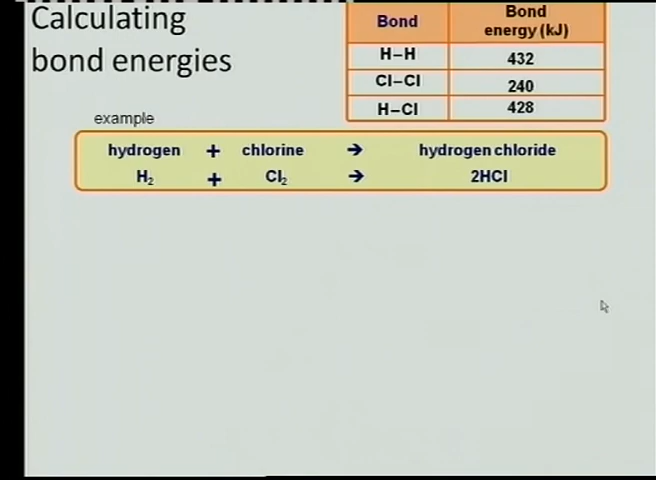 Calculating
bond energies
Bond
Bond
energy (kJ)
H–H
432
Cl–Cl
240
H–Cl
428
example
hydrogen + chlorine → hydrogen chloride
H₂ + Cl₂ → 2HCl